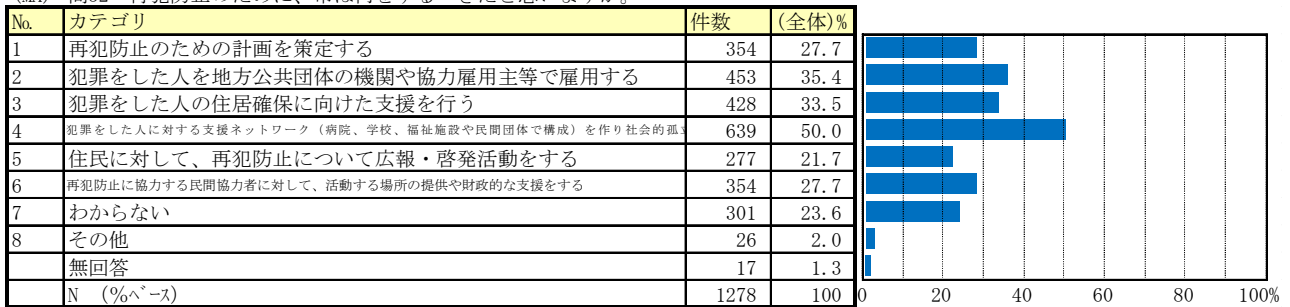 No. カテゴリ 件数 (全体)%
1 再犯防止のための計画を策定する 354 27.7
2 犯罪をした人を地方公共団体の機関や協力雇用主等で雇用する 453 35.4
3 犯罪をした人の住居確保に向けた支援を行う 428 33.5
4 犯罪をした人に対する支援ネットワーク（病院、学校、福祉施設や民間団体で構成）を作り社会的孤立 639 50.0
5 住民に対して、再犯防止について広報・啓発活動をする 277 21.7
6 再犯防止に協力する民間協力者に対して、活動する場所の提供や財政的な支援をする 354 27.7
7 わからない 301 23.6
8 その他 26 2.0
無回答 17 1.3
N (%ﾍﾞｰｽ) 1278 100
0 20 40 60 80 100%